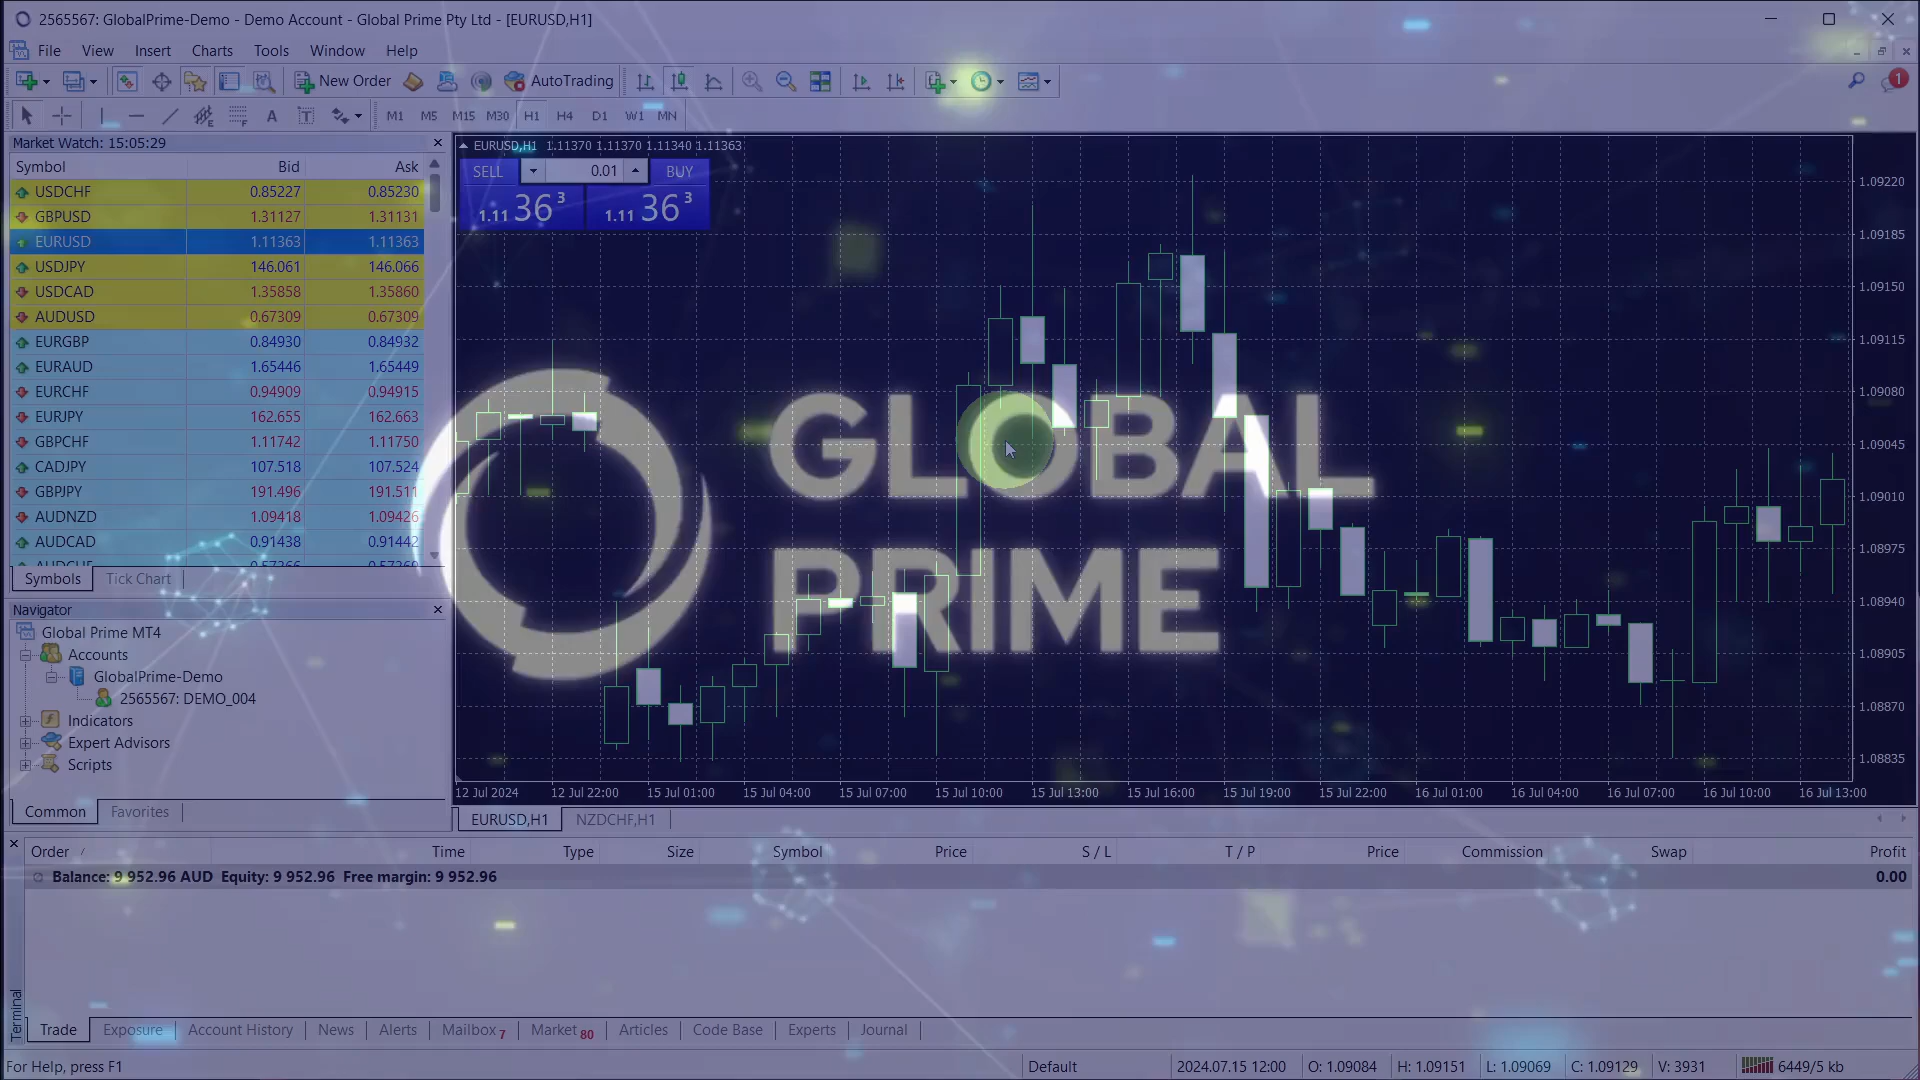 2565567: GlobalPrime-Demo - Demo Account - Global Prime Pty Ltd - [EURUSD,H1]
File View Insert Charts Tools Window Help
New Order AutoTrading 1
A T M1 M5 M15 M30 H1 H4 D1 W1 MN
Market Watch: 15:05:29
Symbol Bid Ask
USDCHF 0.85227 0.85230
GBPUSD 1.31127 1.31131
EURUSD 1.11363 1.11363
USDJPY 146.061 146.066
USDCAD 1.35858 1.35860
AUDUSD 0.67309 0.67309
EURGBP 0.84930 0.84932
EURAUD 1.65446 1.65449
EURCHF 0.94909 0.94915
EURJPY 162.655 162.663
GBPCHF 1.11742 1.11750
CADJPY 107.518 107.524
GBPJPY 191.496 191.511
AUDNZD 1.09418 1.09426
AUDCAD 0.91438 0.91442
Symbols Tick Chart
Navigator
Global Prime MT4
Accounts
GlobalPrime-Demo
2565567: DEMO_004
Indicators
Expert Advisors
Scripts
Common Favorites
EURUSD,H1 1.11370 1.11370 1.11340 1.11363
SELL 0.01 BUY
1.11 36 3 1.11 36 3
GLOBAL
PRIME
1.09220
1.09185
1.09150
1.09115
1.09080
1.09045
1.09010
1.08975
1.08940
1.08905
1.08870
1.08835
12 Jul 2024 12 Jul 22:00 15 Jul 01:00 15 Jul 04:00 15 Jul 07:00 15 Jul 10:00 15 Jul 13:00 15 Jul 16:00 15 Jul 19:00 15 Jul 22:00 16 Jul 01:00 16 Jul 04:00 16 Jul 07:00 16 Jul 10:00 16 Jul 13:00
EURUSD,H1 NZDCHF,H1
Order / Time Type Size Symbol Price S / L T / P Price Commission Swap Profit
Balance: 9 952.96 AUD Equity: 9 952.96 Free margin: 9 952.96 0.00
Terminal
Trade Exposure Account History News Alerts Mailbox 7 Market 80 Articles Code Base Experts Journal
For Help, press F1 Default 2024.07.15 12:00 O: 1.09084 H: 1.09151 L: 1.09069 C: 1.09129 V: 3931 6449/5 kb